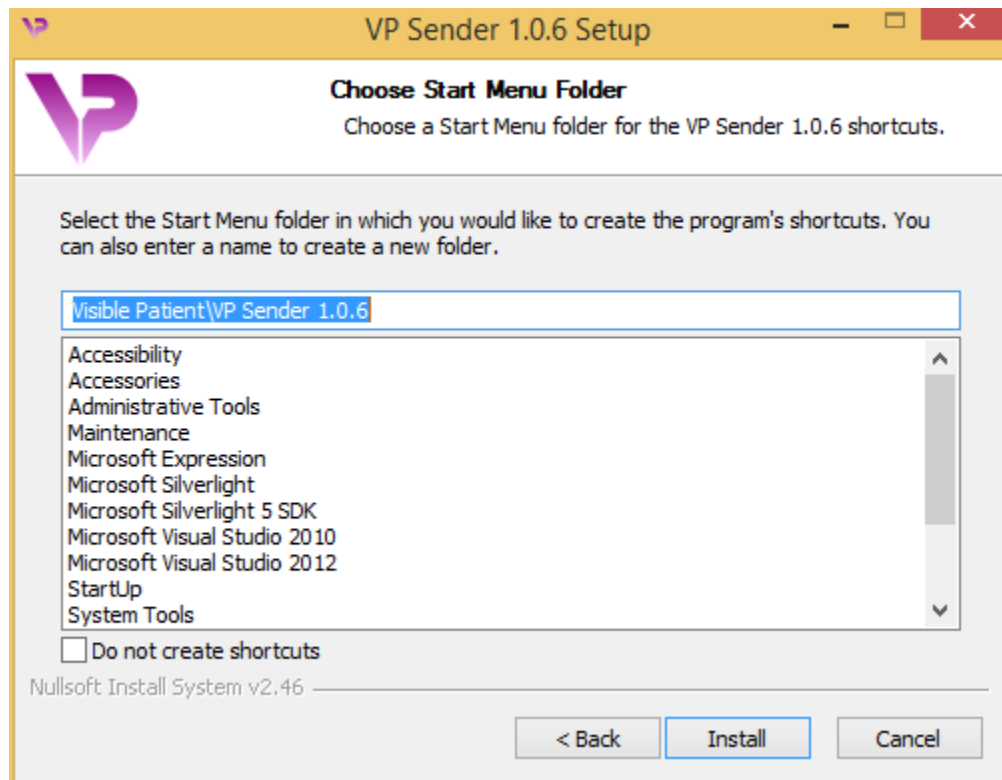 VP Sender 1.0.6 Setup
VP
Choose Start Menu Folder
Choose a Start Menu folder for the VP Sender 1.0.6 shortcuts.
Select the Start Menu folder in which you would like to create the program's shortcuts. You
can also enter a name to create a new folder.
Visible Patient\VP Sender 1.0.6
Accessibility
Accessories
Administrative Tools
Maintenance
Microsoft Expression
Microsoft Silverlight
Microsoft Silverlight 5 SDK
Microsoft Visual Studio 2010
Microsoft Visual Studio 2012
StartUp
System Tools
Do not create shortcuts
Nullsoft Install System v2.46
< Back Install Cancel